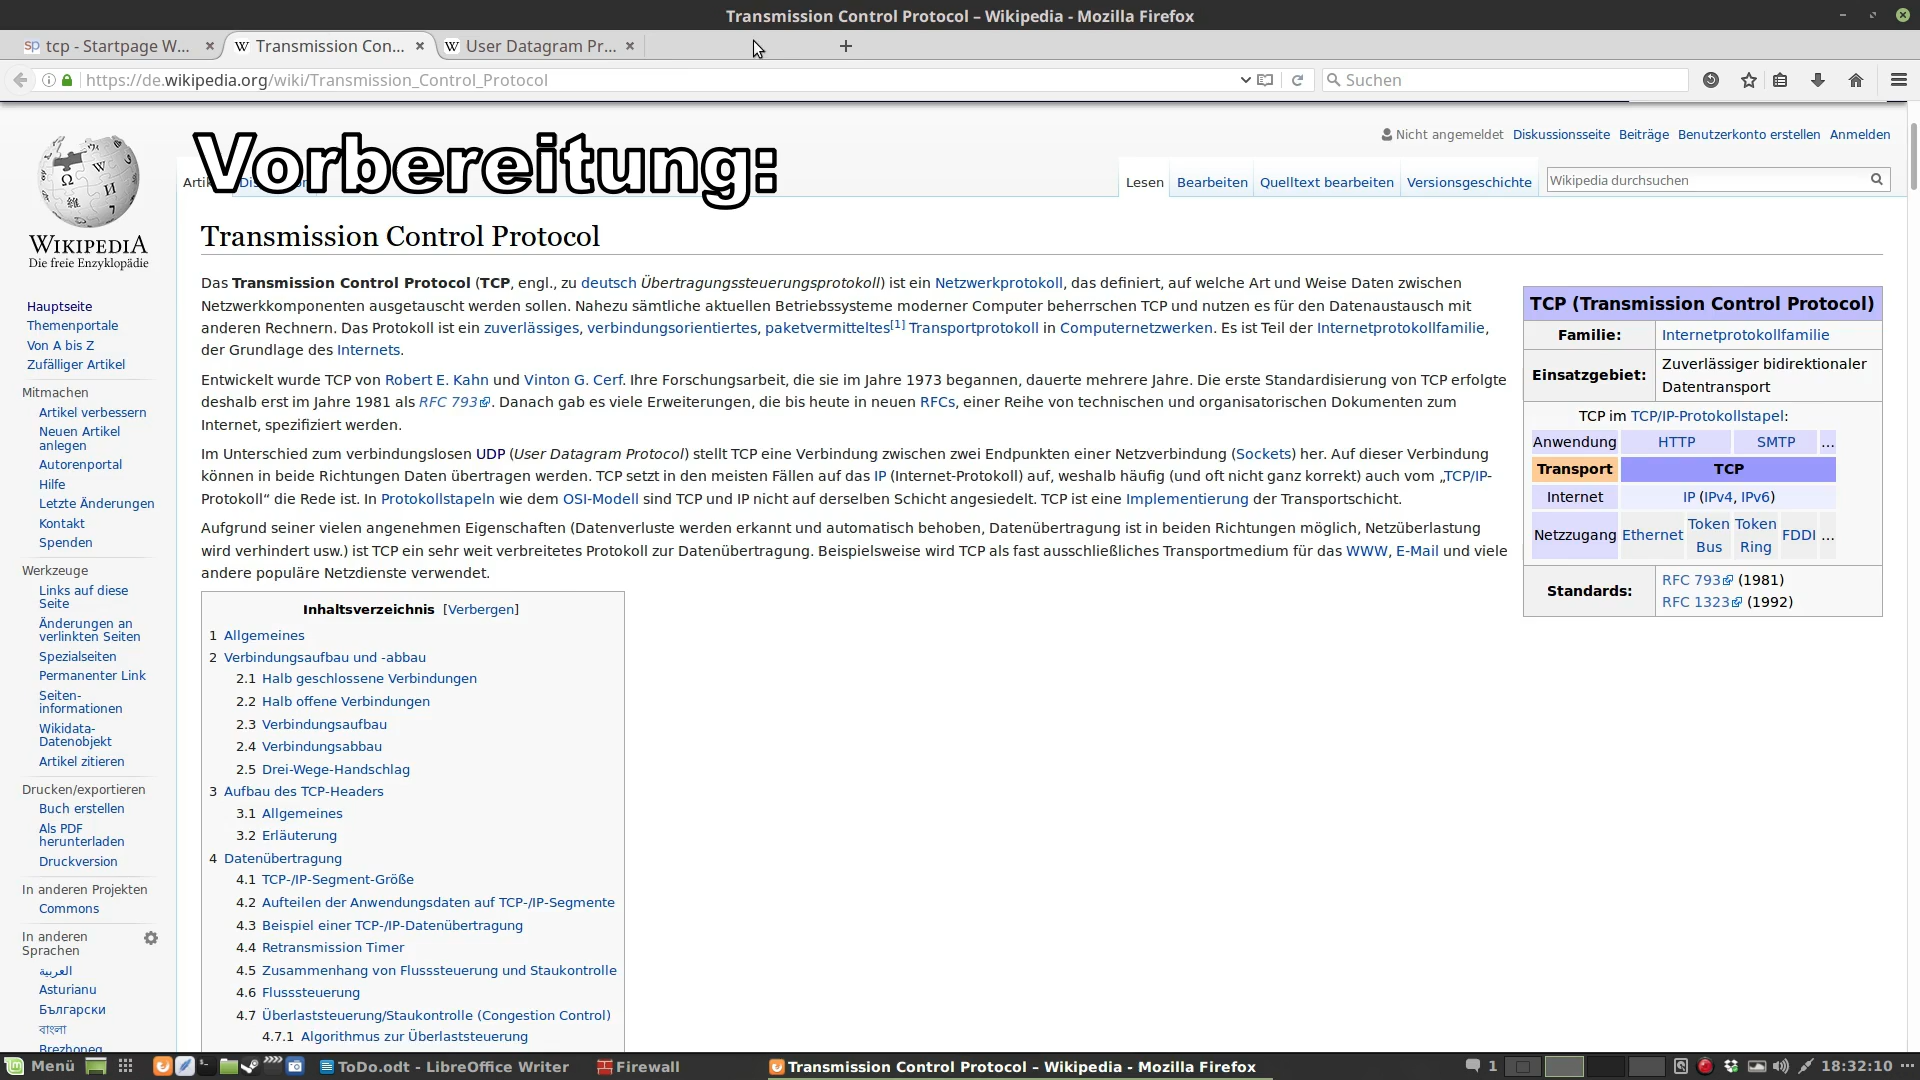 Transmission Control Protocol – Wikipedia - Mozilla Firefox
tcp - Startpage W...
Transmission Con...
User Datagram Pr...
https://de.wikipedia.org/wiki/Transmission_Control_Protocol
Suchen
Vorbereitung:
Nicht angemeldet Diskussionsseite Beiträge Benutzerkonto erstellen Anmelden
Lesen Bearbeiten Quelltext bearbeiten Versionsgeschichte
Wikipedia durchsuchen
WIKIPEDIA
Die freie Enzyklopädie
Hauptseite
Themenportale
Von A bis Z
Zufälliger Artikel
Mitmachen
Artikel verbessern
Neuen Artikel
anlegen
Autorenportal
Hilfe
Letzte Änderungen
Kontakt
Spenden
Werkzeuge
Links auf diese
Seite
Änderungen an
verlinkten Seiten
Spezialseiten
Permanenter Link
Seiten-
informationen
Wikidata-
Datenobjekt
Artikel zitieren
Drucken/exportieren
Buch erstellen
Als PDF
herunterladen
Druckversion
In anderen Projekten
Commons
In anderen
Sprachen
العربية
Asturianu
Български
বাংলা
Brezhoneg
Transmission Control Protocol
Das Transmission Control Protocol (TCP, engl., zu deutsch Übertragungssteuerungsprotokoll) ist ein Netzwerkprotokoll, das definiert, auf welche Art und Weise Daten zwischen
Netzwerkkomponenten ausgetauscht werden sollen. Nahezu sämtliche aktuellen Betriebssysteme moderner Computer beherrschen TCP und nutzen es für den Datenaustausch mit
anderen Rechnern. Das Protokoll ist ein zuverlässiges, verbindungsorientiertes, paketvermitteltes[1] Transportprotokoll in Computernetzwerken. Es ist Teil der Internetprotokollfamilie,
der Grundlage des Internets.
Entwickelt wurde TCP von Robert E. Kahn und Vinton G. Cerf. Ihre Forschungsarbeit, die sie im Jahre 1973 begannen, dauerte mehrere Jahre. Die erste Standardisierung von TCP erfolgte
deshalb erst im Jahre 1981 als RFC 793. Danach gab es viele Erweiterungen, die bis heute in neuen RFCs, einer Reihe von technischen und organisatorischen Dokumenten zum
Internet, spezifiziert werden.
Im Unterschied zum verbindungslosen UDP (User Datagram Protocol) stellt TCP eine Verbindung zwischen zwei Endpunkten einer Netzverbindung (Sockets) her. Auf dieser Verbindung
können in beide Richtungen Daten übertragen werden. TCP setzt in den meisten Fällen auf das IP (Internet-Protokoll) auf, weshalb häufig (und oft nicht ganz korrekt) auch vom „TCP/IP-
Protokoll“ die Rede ist. In Protokollstapeln wie dem OSI-Modell sind TCP und IP nicht auf derselben Schicht angesiedelt. TCP ist eine Implementierung der Transportschicht.
Aufgrund seiner vielen angenehmen Eigenschaften (Datenverluste werden erkannt und automatisch behoben, Datenübertragung ist in beiden Richtungen möglich, Netzüberlastung
wird verhindert usw.) ist TCP ein sehr weit verbreitetes Protokoll zur Datenübertragung. Beispielsweise wird TCP als fast ausschließliches Transportmedium für das WWW, E-Mail und viele
andere populäre Netzdienste verwendet.
TCP (Transmission Control Protocol)
Familie: Internetprotokollfamilie
Einsatzgebiet: Zuverlässiger bidirektionaler
Datentransport
TCP im TCP/IP-Protokollstapel:
Anwendung HTTP SMTP ...
Transport TCP
Internet IP (IPv4, IPv6)
Netzzugang Ethernet Token Bus Token Ring FDDI ...
Standards: RFC 793 (1981)
RFC 1323 (1992)
Inhaltsverzeichnis [Verbergen]
1 Allgemeines
2 Verbindungsaufbau und -abbau
2.1 Halb geschlossene Verbindungen
2.2 Halb offene Verbindungen
2.3 Verbindungsaufbau
2.4 Verbindungsabbau
2.5 Drei-Wege-Handschlag
3 Aufbau des TCP-Headers
3.1 Allgemeines
3.2 Erläuterung
4 Datenübertragung
4.1 TCP-/IP-Segment-Größe
4.2 Aufteilen der Anwendungsdaten auf TCP-/IP-Segmente
4.3 Beispiel einer TCP-/IP-Datenübertragung
4.4 Retransmission Timer
4.5 Zusammenhang von Flusssteuerung und Staukontrolle
4.6 Flusssteuerung
4.7 Überlaststeuerung/Staukontrolle (Congestion Control)
4.7.1 Algorithmus zur Überlaststeuerung
Menü
ToDo.odt - LibreOffice Writer
Firewall
Transmission Control Protocol – Wikipedia - Mozilla Firefox
1
18:32:10